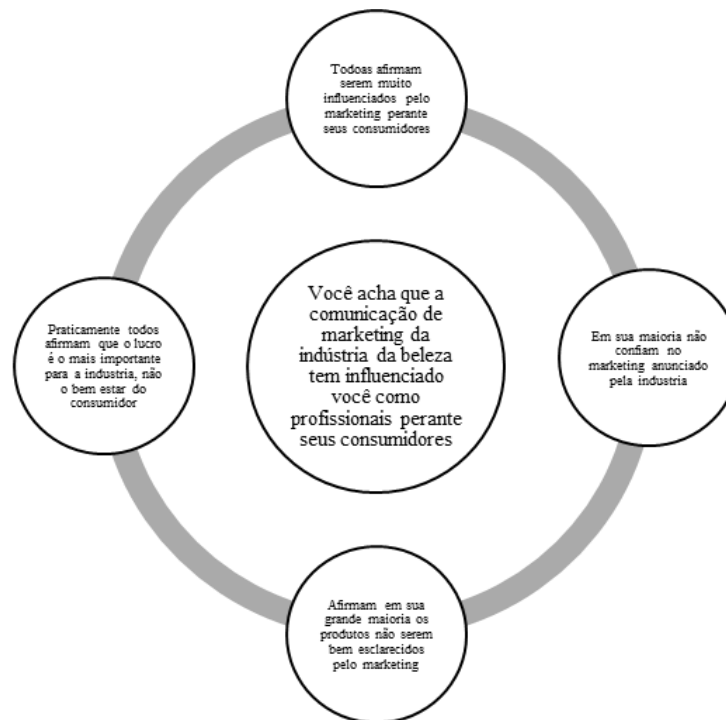 Todoas afirmam
serem muito
influenciados pelo
marketing perante
seus consumidores
Você acha que a
comunicação de
marketing da
indústria da beleza
tem influenciado
você como
profissionais perante
seus consumidores
Em sua maioria não
confiam no
marketing anunciado
pela industria
Afirmam em sua
grande maioria os
produtos não serem
bem esclarecidos
pelo marketing
Praticamente todos
afirmam que o lucro
é o mais importante
para a industria, não
o bem estar do
consumidor